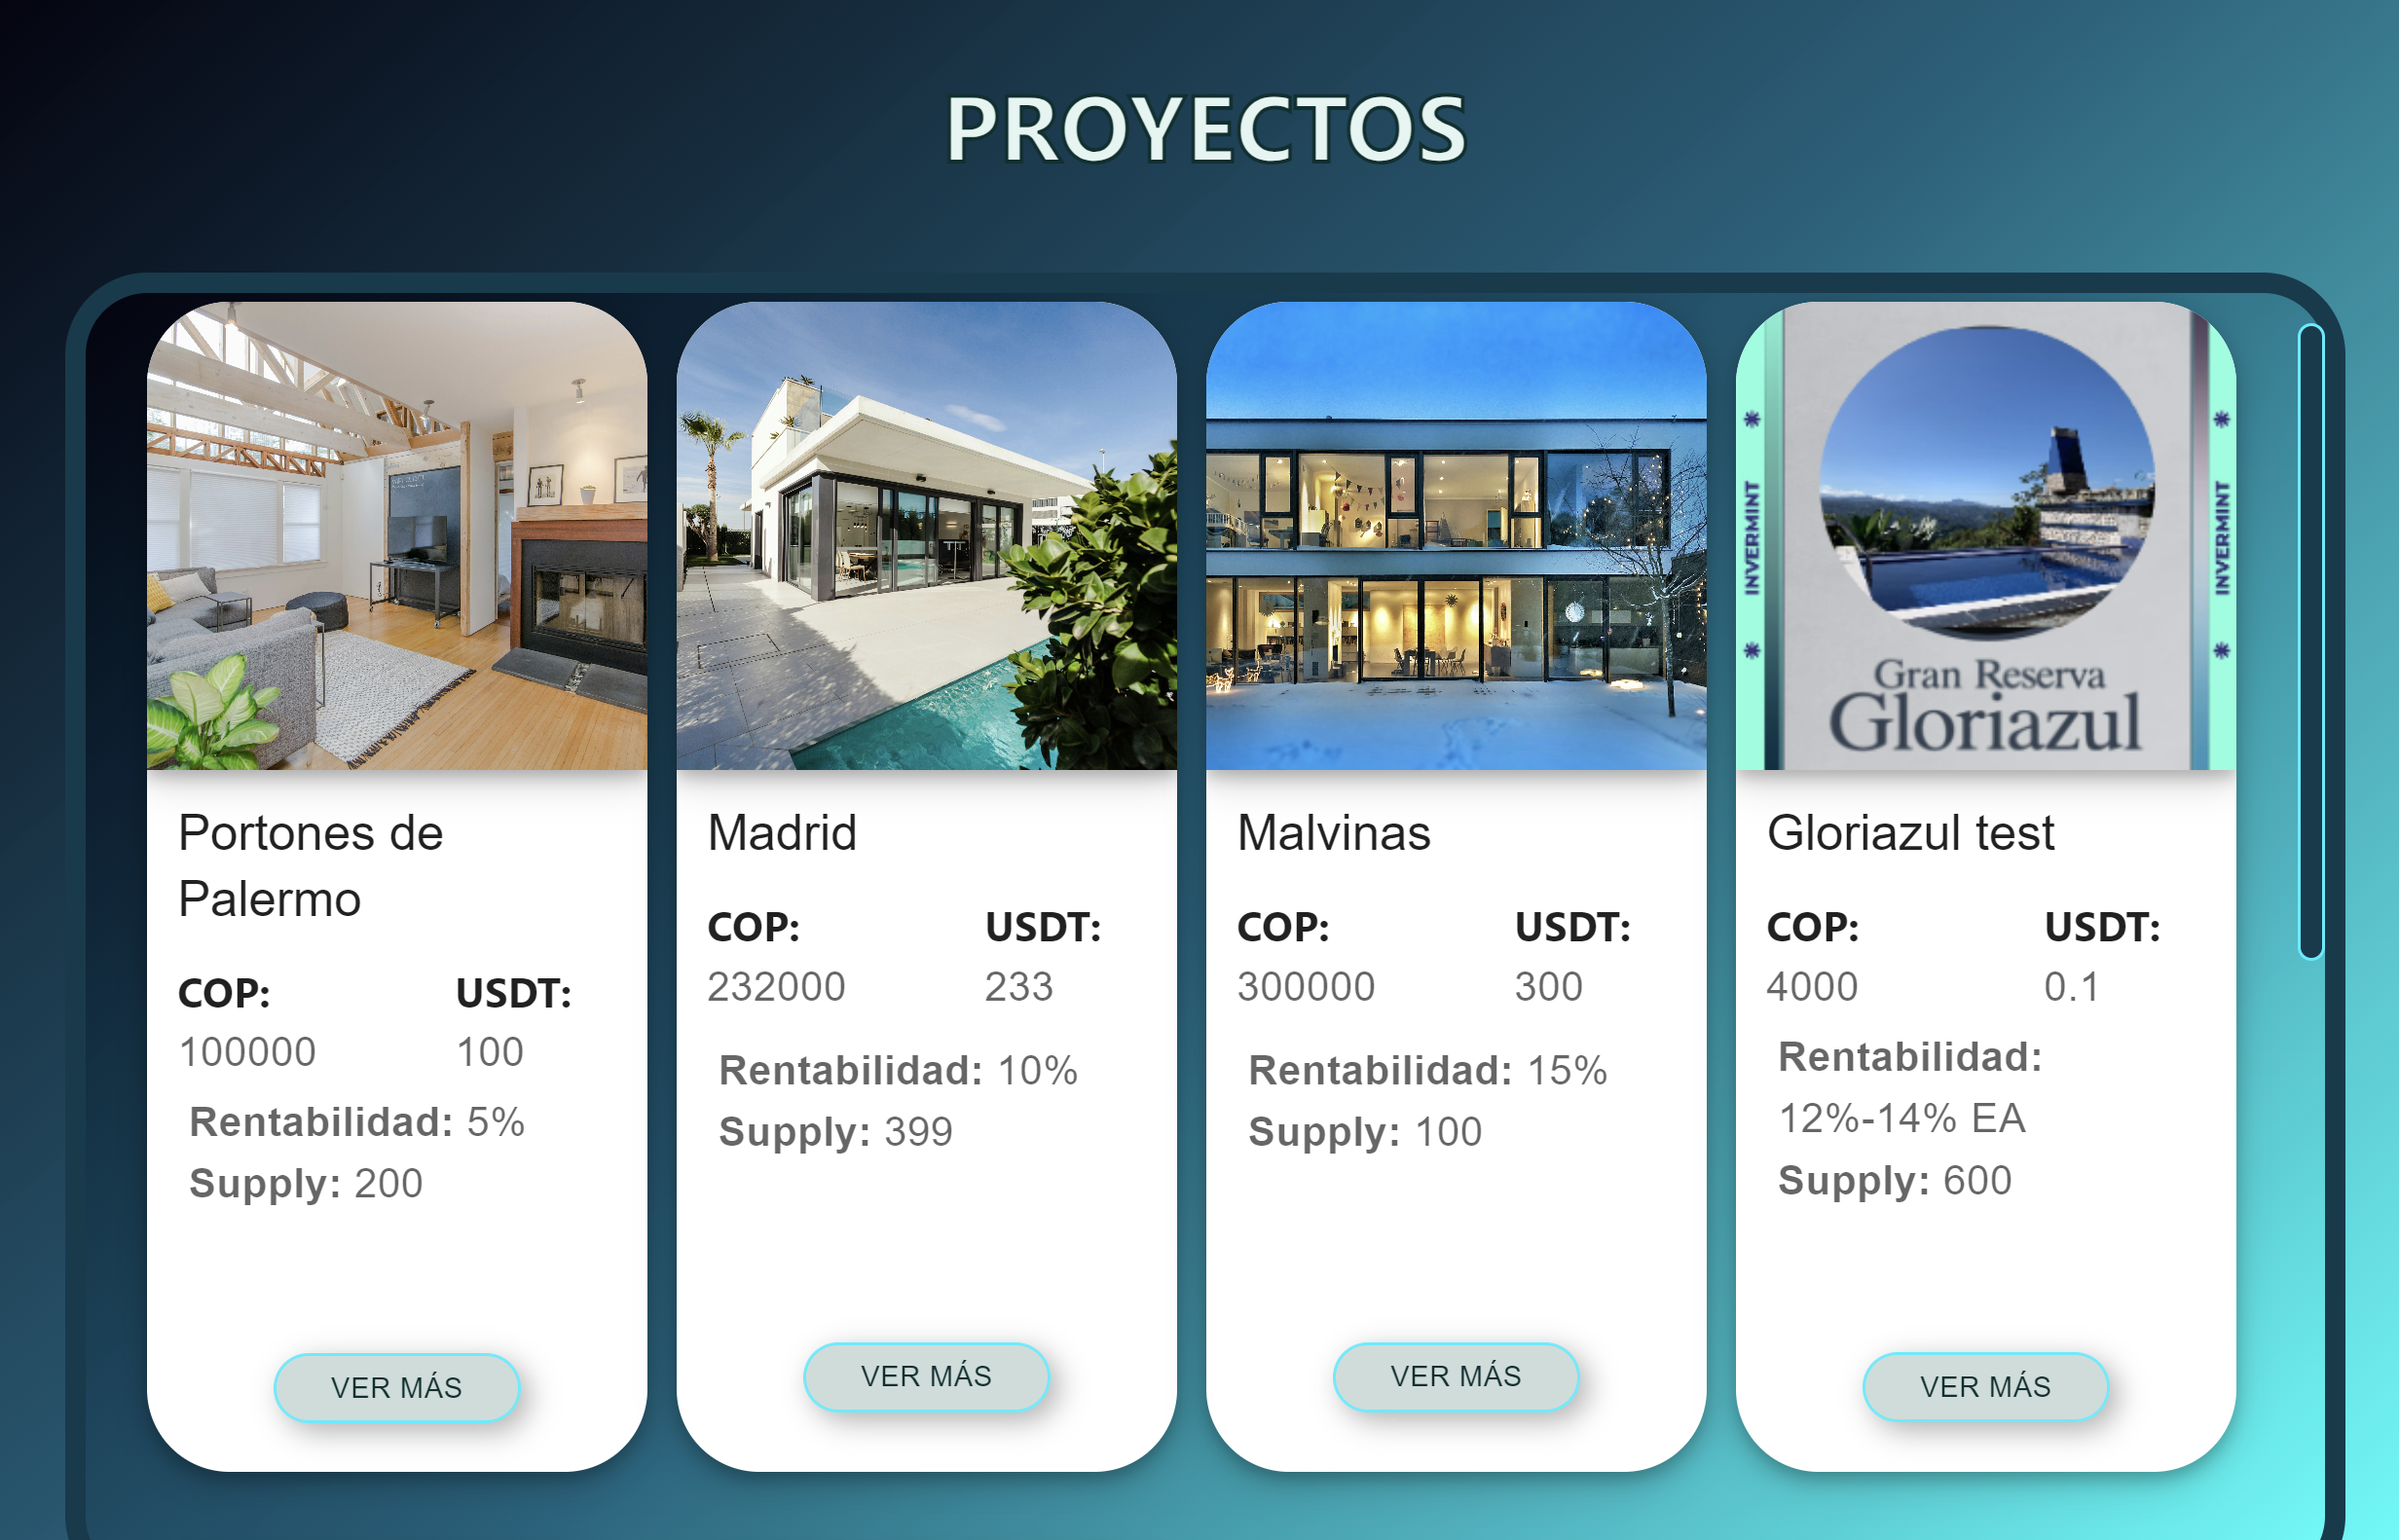 PROYECTOS
INVERMINT
INVERMINT
Gran Reserva
Gloriazul
Portones de
Palermo
COP:
USDT:
100000
100
Rentabilidad: 5%
Supply: 200
VER MÁS
Madrid
COP:
USDT:
232000
233
Rentabilidad: 10%
Supply: 399
VER MÁS
Malvinas
COP:
USDT:
300000
300
Rentabilidad: 15%
Supply: 100
VER MÁS
Gloriazul test
COP:
USDT:
4000
0.1
Rentabilidad:
12%-14% EA
Supply: 600
VER MÁS